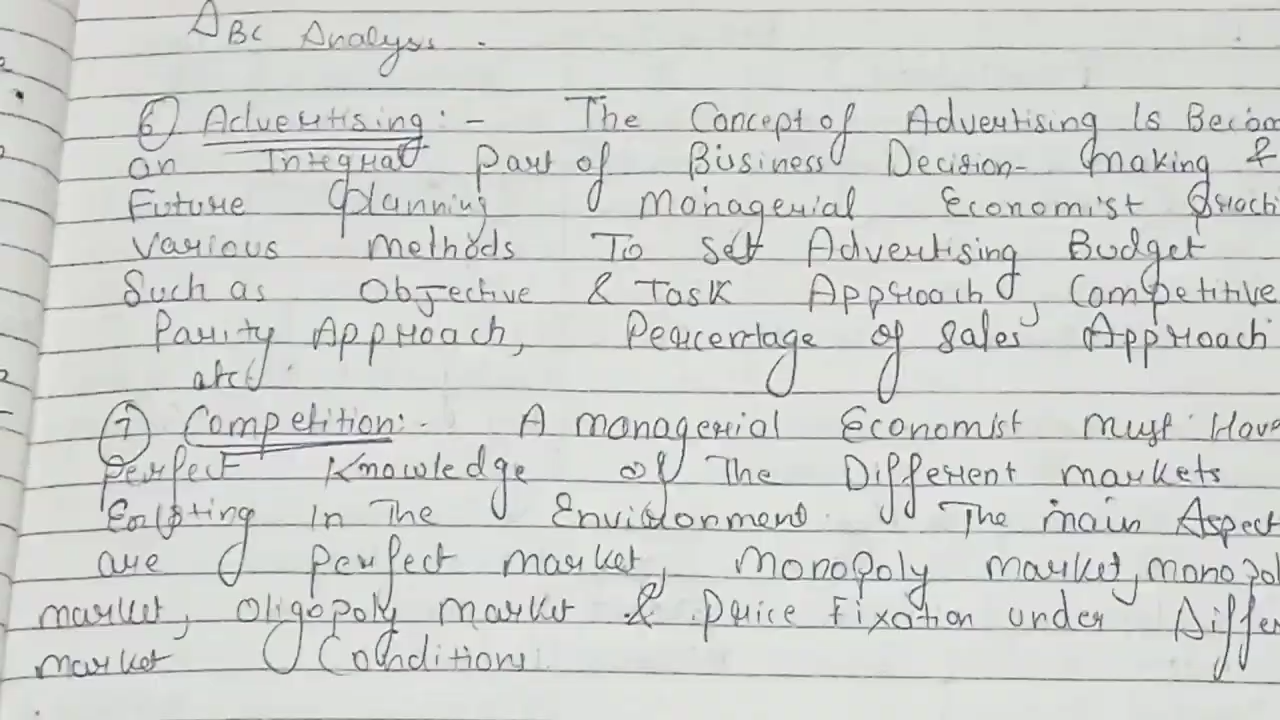 ABC Analysis.
⑥ Advertising :- The Concept of Advertising Is Becom
an Integral Part of Business Decision- making &
Future Planning managerial Economist
various methods To Set Advertising Budget
Such as Objective & Task Approach, Competitive
Parity Approach, Percentage of Sales Approach
etc.
⑦ Competition:- A managerial Economist must Have
Perfect Knowledge of The Different markets
Existing In The Environment. The main Aspect
are Perfect market, monopoly market, monopol
market, oligopoly market & Price Fixation under Differ
market Conditions